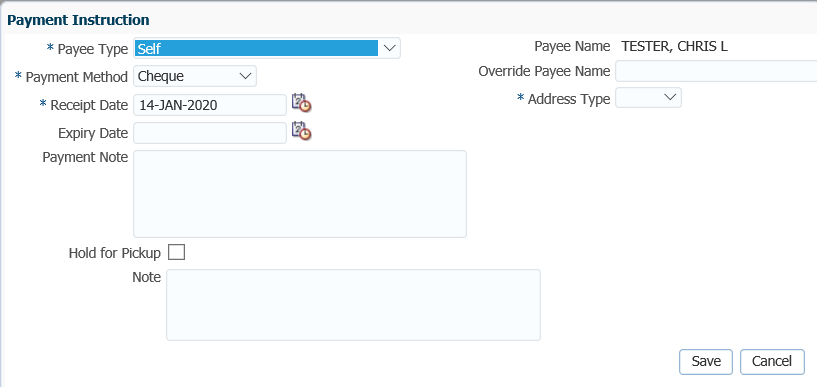 Payment Instruction
* Payee Type Self
Payee Name TESTER, CHRIS L
* Payment Method Cheque
Override Payee Name
* Receipt Date 14-JAN-2020
* Address Type
Expiry Date
Payment Note
Hold for Pickup
Note
Save Cancel